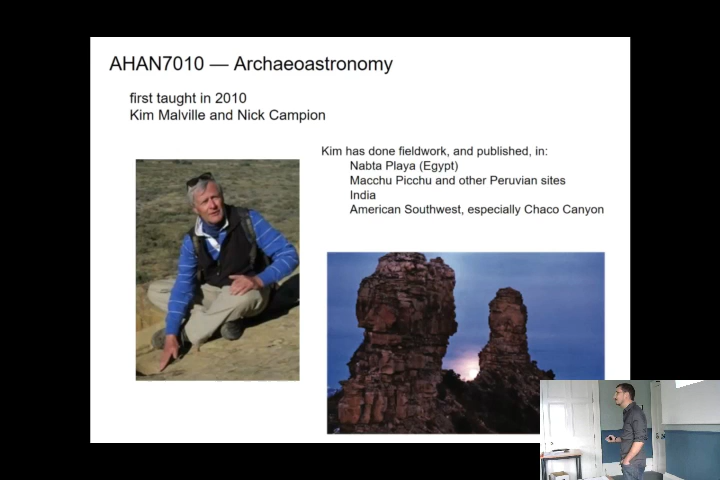 AHAN7010 — Archaeoastronomy
first taught in 2010
Kim Malville and Nick Campion
Kim has done fieldwork, and published, in:
Nabta Playa (Egypt)
Macchu Picchu and other Peruvian sites
India
American Southwest, especially Chaco Canyon